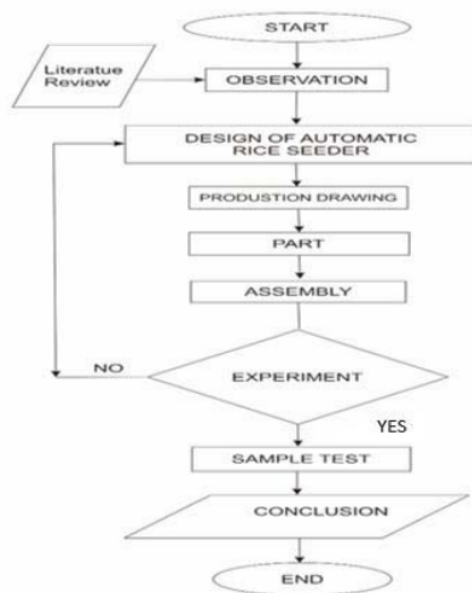 START
Literatue
Review
OBSERVATION
DESIGN OF AUTOMATIC
RICE SEEDER
PRODUSTION DRAWING
PART
ASSEMBLY
NO
EXPERIMENT
YES
SAMPLE TEST
CONCLUSION
END